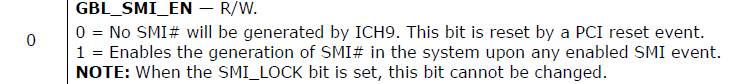 GBL_SMI_EN — R/W.
0 = No SMI# will be generated by ICH9. This bit is reset by a PCI reset event.
0
1 = Enables the generation of SMI# in the system upon any enabled SMI event.
NOTE: When the SMI_LOCK bit is set, this bit cannot be changed.